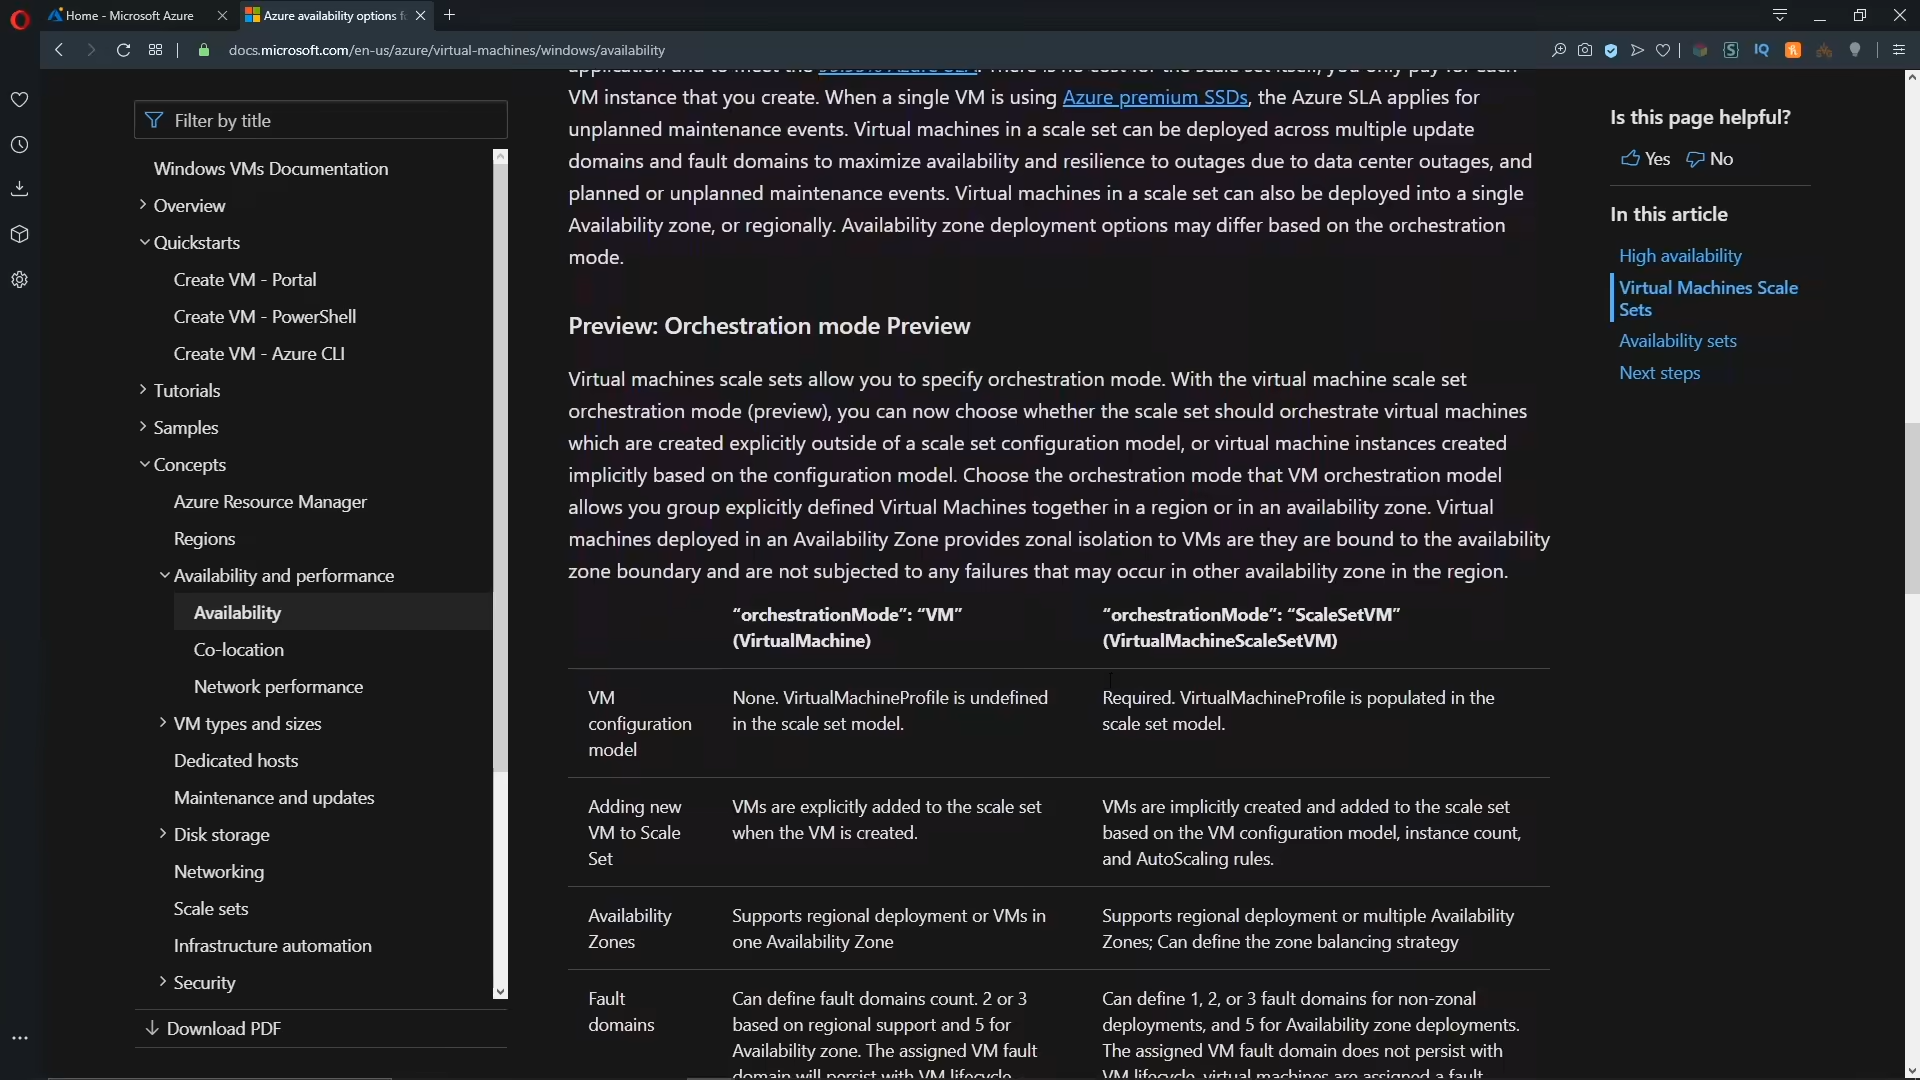 Home - Microsoft Azure
Azure availability options f
docs.microsoft.com/en-us/azure/virtual-machines/windows/availability
IQ
Filter by title
Windows VMs Documentation
Overview
Quickstarts
Create VM - Portal
Create VM - PowerShell
Create VM - Azure CLI
Tutorials
Samples
Concepts
Azure Resource Manager
Regions
Availability and performance
Availability
Co-location
Network performance
VM types and sizes
Dedicated hosts
Maintenance and updates
Disk storage
Networking
Scale sets
Infrastructure automation
Security
Download PDF
application and to meet the 99.95% Azure SLA. There is no cost for the scale set itself, you only pay for each
VM instance that you create. When a single VM is using Azure premium SSDs, the Azure SLA applies for
unplanned maintenance events. Virtual machines in a scale set can be deployed across multiple update
domains and fault domains to maximize availability and resilience to outages due to data center outages, and
planned or unplanned maintenance events. Virtual machines in a scale set can also be deployed into a single
Availability zone, or regionally. Availability zone deployment options may differ based on the orchestration
mode.
Preview: Orchestration mode Preview
Virtual machines scale sets allow you to specify orchestration mode. With the virtual machine scale set
orchestration mode (preview), you can now choose whether the scale set should orchestrate virtual machines
which are created explicitly outside of a scale set configuration model, or virtual machine instances created
implicitly based on the configuration model. Choose the orchestration mode that VM orchestration model
allows you group explicitly defined Virtual Machines together in a region or in an availability zone. Virtual
machines deployed in an Availability Zone provides zonal isolation to VMs are they are bound to the availability
zone boundary and are not subjected to any failures that may occur in other availability zone in the region.
“orchestrationMode”: “VM”
(VirtualMachine)
“orchestrationMode”: “ScaleSetVM”
(VirtualMachineScaleSetVM)
VM
configuration
model
None. VirtualMachineProfile is undefined
in the scale set model.
Required. VirtualMachineProfile is populated in the
scale set model.
Adding new
VM to Scale
Set
VMs are explicitly added to the scale set
when the VM is created.
VMs are implicitly created and added to the scale set
based on the VM configuration model, instance count,
and AutoScaling rules.
Availability
Zones
Supports regional deployment or VMs in
one Availability Zone
Supports regional deployment or multiple Availability
Zones; Can define the zone balancing strategy
Fault
domains
Can define fault domains count. 2 or 3
based on regional support and 5 for
Availability zone. The assigned VM fault
domain will persist with VM lifecycle,
Can define 1, 2, or 3 fault domains for non-zonal
deployments, and 5 for Availability zone deployments.
The assigned VM fault domain does not persist with
VM lifecycle, virtual machines are assigned a fault
Is this page helpful?
Yes No
In this article
High availability
Virtual Machines Scale
Sets
Availability sets
Next steps